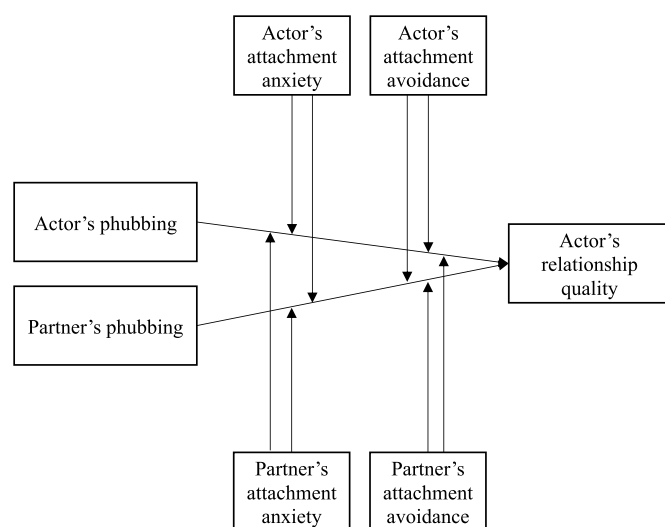 Actor’s
attachment
anxiety
Actor’s
attachment
avoidance
Actor’s phubbing
Actor’s
relationship
quality
Partner’s phubbing
Partner’s
attachment
anxiety
Partner’s
attachment
avoidance